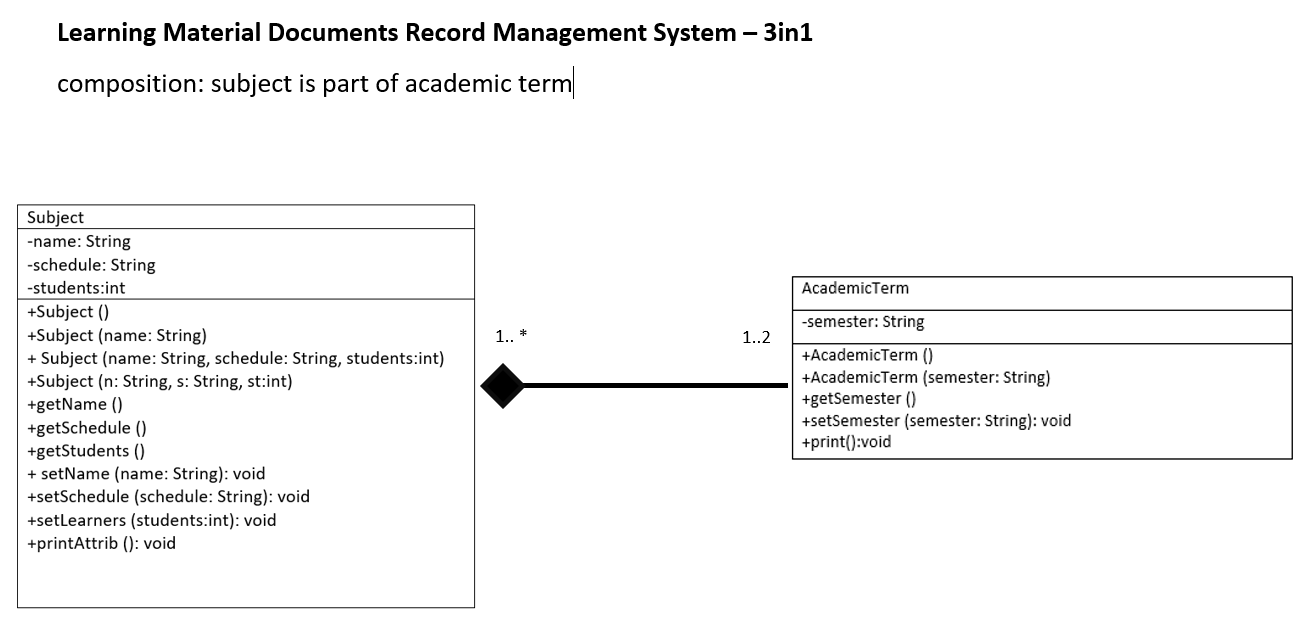 Learning Material Documents Record Management System – 3in1
composition: subject is part of academic term
Subject
-name: String
-schedule: String
-students:int
+Subject ()
+Subject (name: String)
+ Subject (name: String, schedule: String, students:int)
+Subject (n: String, s: String, st:int)
+getName ()
+getSchedule ()
+getStudents ()
+ setName (name: String): void
+setSchedule (schedule: String): void
+setLearners (students:int): void
+printAttrib (): void
1.. *
1..2
AcademicTerm
-semester: String
+AcademicTerm ()
+AcademicTerm (semester: String)
+getSemester ()
+setSemester (semester: String): void
+print():void